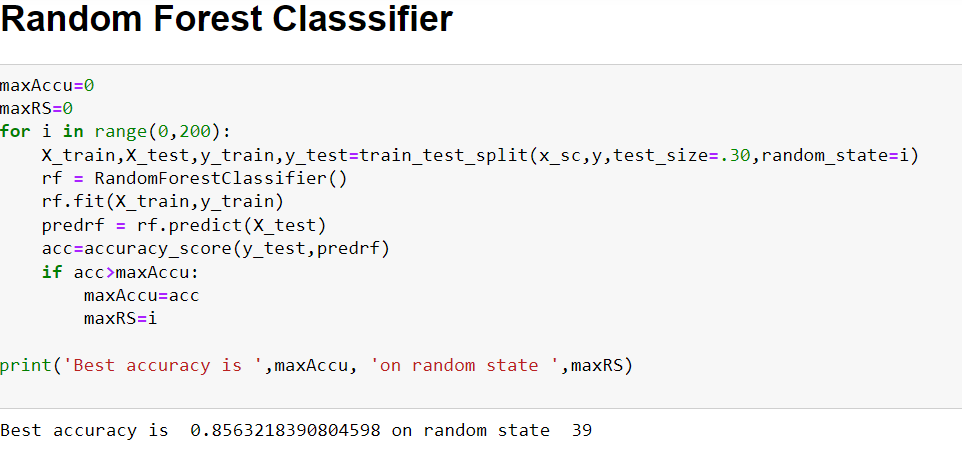 Random Forest Classsifier
maxAccu=0
maxRS=0
for i in range(0,200):
    X_train,X_test,y_train,y_test=train_test_split(x_sc,y,test_size=.30,random_state=i)
    rf = RandomForestClassifier()
    rf.fit(X_train,y_train)
    predrf = rf.predict(X_test)
    acc=accuracy_score(y_test,predrf)
    if acc>maxAccu:
        maxAccu=acc
        maxRS=i
print('Best accuracy is ',maxAccu, 'on random state ',maxRS)
Best accuracy is  0.8563218390804598 on random state  39